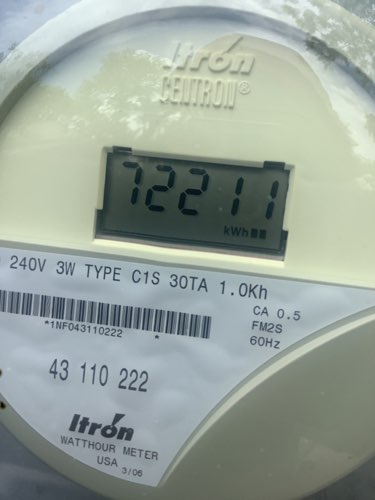 Itron
CENTRON®
72211
kWh
240V 3W TYPE C1S 30TA 1.0Kh
CA 0.5
FM2S
60Hz
*1NF043110222 *
43 110 222
Itron
WATTHOUR METER
USA 3/06